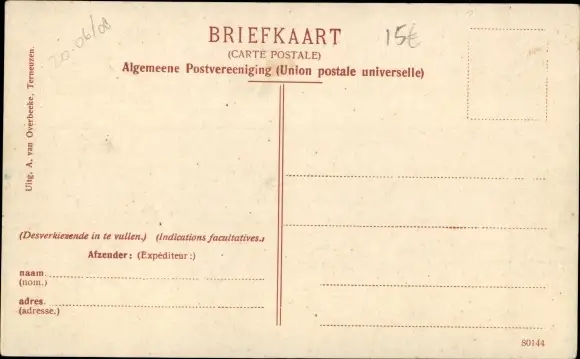 20.06/08
BRIEFKAART
15€
(CARTE POSTALE)
Algemeene Postvereeniging (Union postale universelle)
Uitg. A. van Overbeeke, Terneuzen.
(Desverkiezende in te vullen.) (Indications facultatives.)
Afzender: (Expéditeur:)
naam.
(nom.)
adres.
(adresse.)
80144